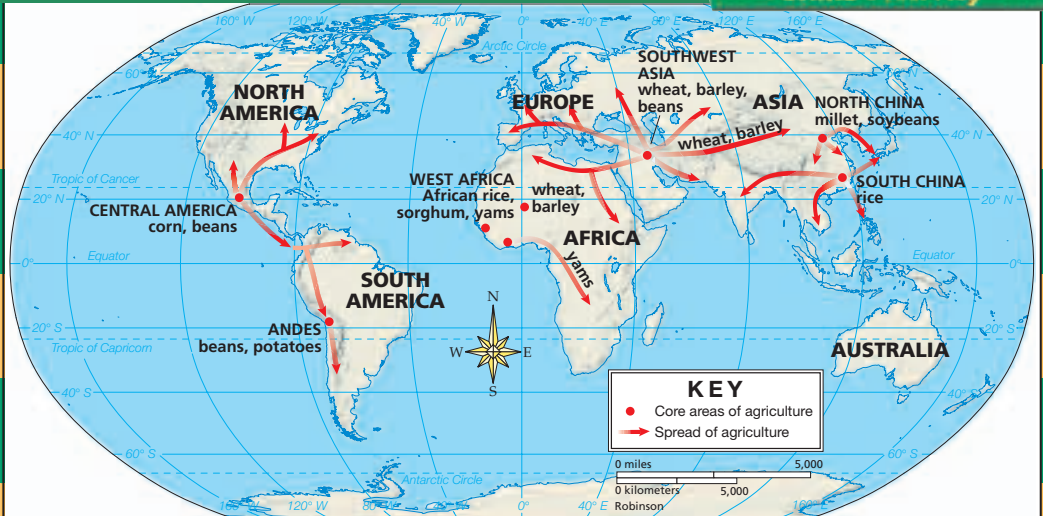 160° W
120° W
40° W
0°
40° E
80° E
120° E
160° E
Arctic Circle
60°
NORTH
AMERICA
EUROPE
SOUTHWEST
ASIA
wheat, barley,
beans
ASIA
NORTH CHINA
millet, soybeans
40° N
40° N
wheat, barley
Tropic of Cancer
20° N
20° N
WEST AFRICA
African rice,
sorghum, yams
wheat,
barley
SOUTH CHINA
rice
CENTRAL AMERICA
corn, beans
AFRICA
yams
Equator
Equator
0°
0°
SOUTH
AMERICA
N
W
E
S
ANDES
beans, potatoes
20° S
20° S
Tropic of Capricorn
AUSTRALIA
40° S
40° S
KEY
Core areas of agriculture
Spread of agriculture
60° S
60° S
0 miles
5,000
0 kilometers
5,000
Robinson
Antarctic Circle
160° W
120° W
80° W
0°
40° E
160° E